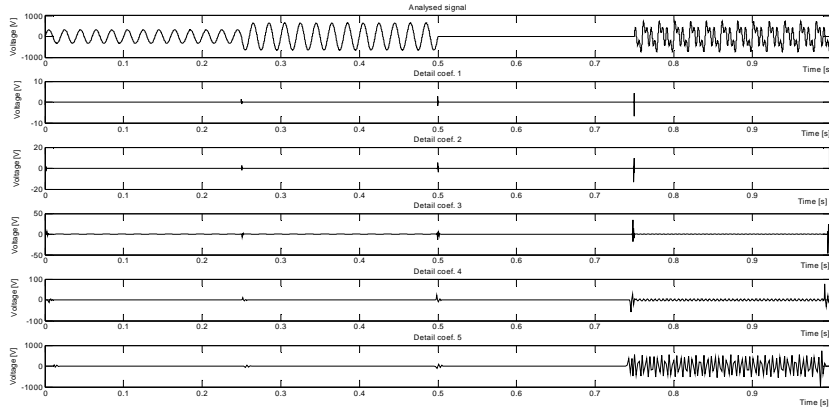 Analysed signal
1000
0
-1000
Voltage [V]
0 0.1 0.2 0.3 0.4 0.5 0.6 0.7 0.8 0.9
Time [s]
Detail coef. 1
10
0
-10
Voltage [V]
0 0.1 0.2 0.3 0.4 0.5 0.6 0.7 0.8 0.9
Time [s]
Detail coef. 2
20
0
-20
Voltage [V]
0 0.1 0.2 0.3 0.4 0.5 0.6 0.7 0.8 0.9
Time [s]
Detail coef. 3
50
0
-50
Voltage [V]
0 0.1 0.2 0.3 0.4 0.5 0.6 0.7 0.8 0.9
Time [s]
Detail coef. 4
100
0
-100
Voltage [V]
0 0.1 0.2 0.3 0.4 0.5 0.6 0.7 0.8 0.9
Time [s]
Detail coef. 5
1000
0
-1000
Voltage [V]
0 0.1 0.2 0.3 0.4 0.5 0.6 0.7 0.8 0.9
Time [s]